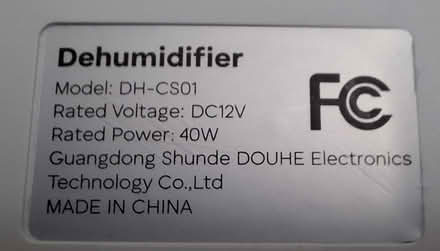 Dehumidifier
Model: DH-CS01
Rated Voltage: DC12V
Rated Power: 40W
Guangdong Shunde DOUHE Electronics
Technology Co.,Ltd
MADE IN CHINA
FC